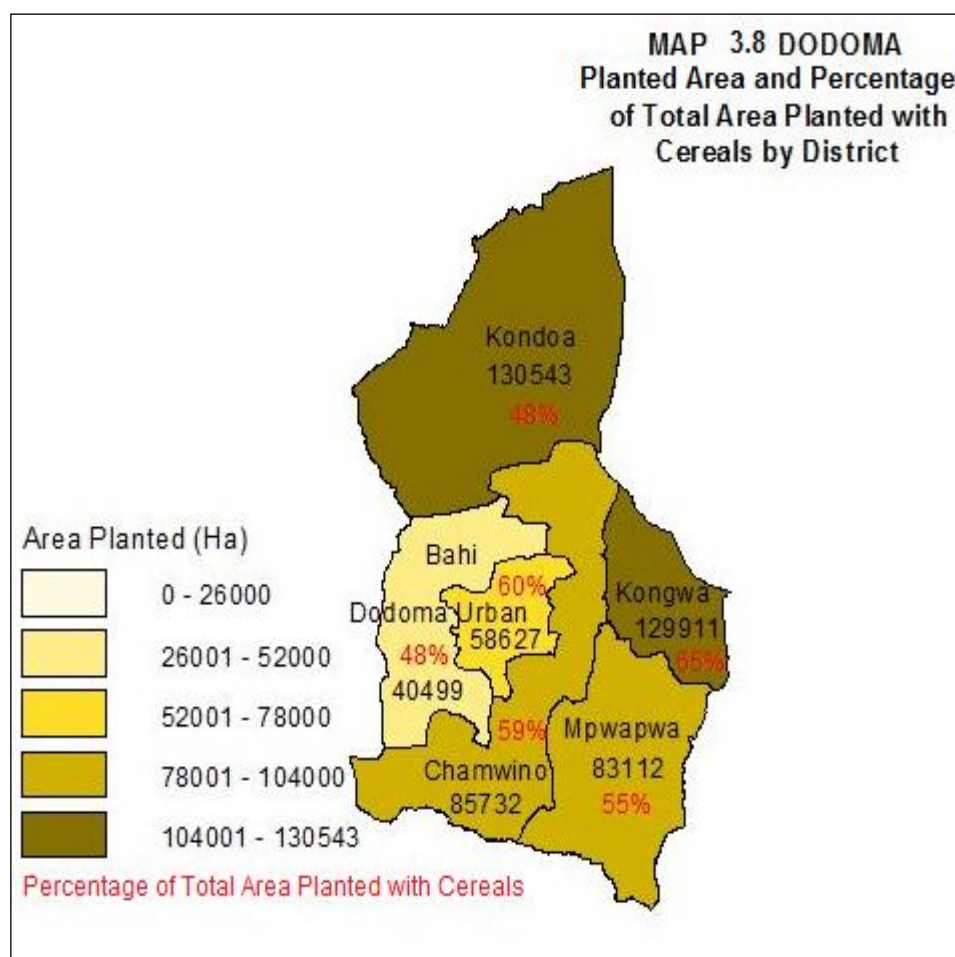 MAP 3.8 DODOMA
Planted Area and Percentage
of Total Area Planted with
Cereals by District
Kondoa
130543
48%
Bahi
60%
Kongwa
Dodoma Urban
129911
58627
48%
65%
40499
59%
Mpwapwa
Chamwino
83112
85732
55%
Area Planted (Ha)
0 - 26000
26001 - 52000
52001 - 78000
78001 - 104000
104001 - 130543
Percentage of Total Area Planted with Cereals